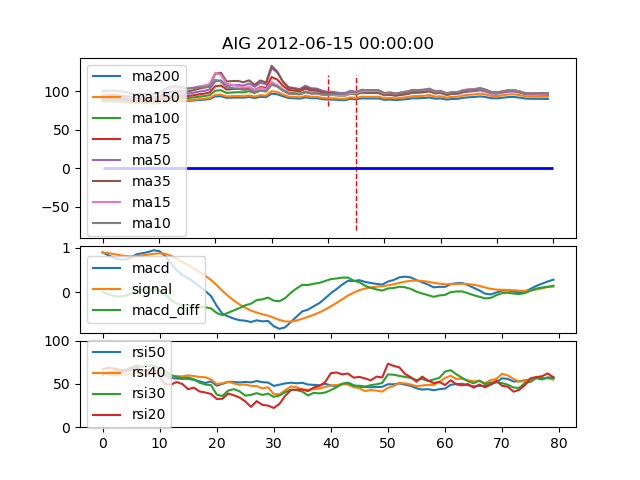 AIG 2012-06-15 00:00:00
100
50
0
−50
ma200
ma150
ma100
ma75
ma50
ma35
ma15
ma10
1
0
macd
signal
macd_diff
100
50
0
rsi50
rsi40
rsi30
rsi20
0 10 20 30 40 50 60 70 80